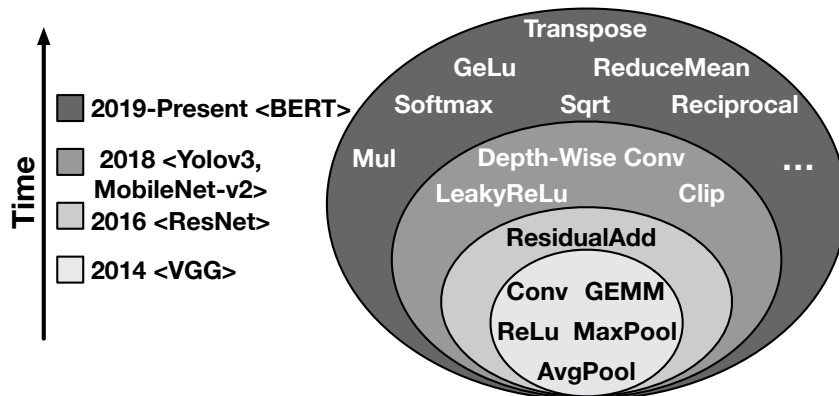 Time
2019-Present <BERT>
2018 <Yolov3,
MobileNet-v2>
2016 <ResNet>
2014 <VGG>
Transpose
GeLu ReduceMean
Softmax Sqrt Reciprocal
Mul Depth-Wise Conv ...
LeakyReLu Clip
ResidualAdd
Conv GEMM
ReLu MaxPool
AvgPool